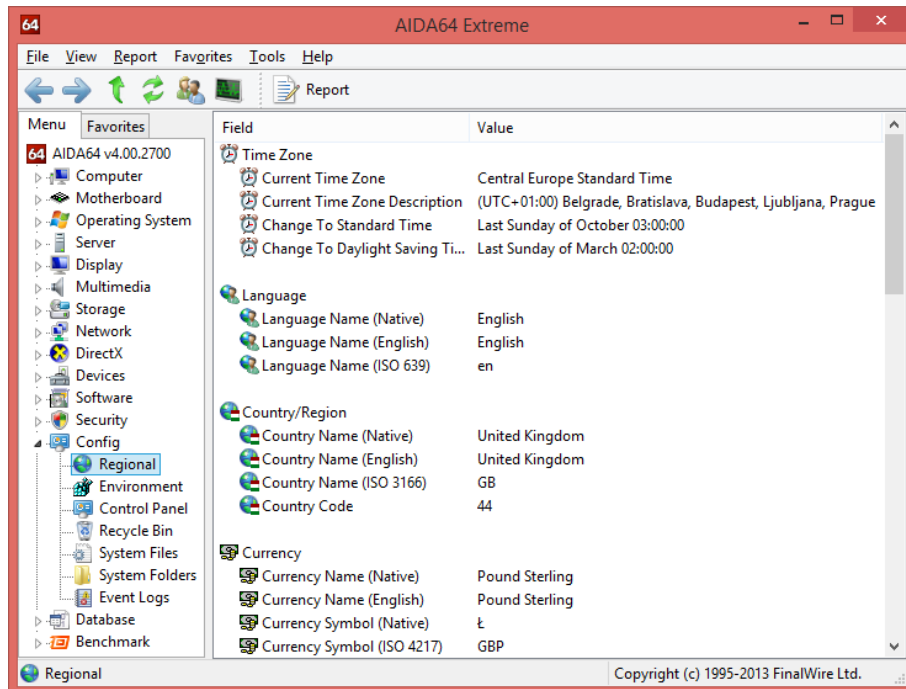 64 AIDA64 Extreme
File View Report Favorites Tools Help
Report
Menu Favorites
Field Value
64 AIDA64 v4.00.2700
Computer
Motherboard
Operating System
Server
Display
Multimedia
Storage
Network
DirectX
Devices
Software
Security
Config
Regional
Environment
Control Panel
Recycle Bin
System Files
System Folders
Event Logs
Database
Benchmark
Time Zone
Current Time Zone Central Europe Standard Time
Current Time Zone Description (UTC+01:00) Belgrade, Bratislava, Budapest, Ljubljana, Prague
Change To Standard Time Last Sunday of October 03:00:00
Change To Daylight Saving Ti... Last Sunday of March 02:00:00
Language
Language Name (Native) English
Language Name (English) English
Language Name (ISO 639) en
Country/Region
Country Name (Native) United Kingdom
Country Name (English) United Kingdom
Country Name (ISO 3166) GB
Country Code 44
Currency
Currency Name (Native) Pound Sterling
Currency Name (English) Pound Sterling
Currency Symbol (Native) Ł
Currency Symbol (ISO 4217) GBP
Regional Copyright (c) 1995-2013 FinalWire Ltd.